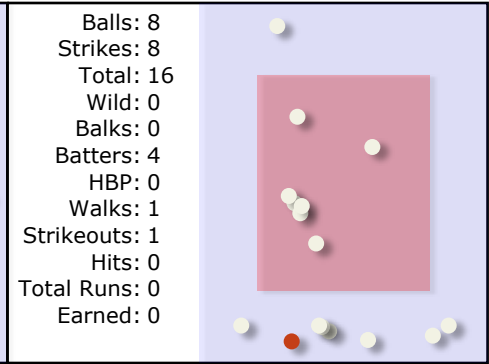 Balls: 8
Strikes: 8
Total: 16
Wild: 0
Balks: 0
Batters: 4
HBP: 0
Walks: 1
Strikeouts: 1
Hits: 0
Total Runs: 0
Earned: 0